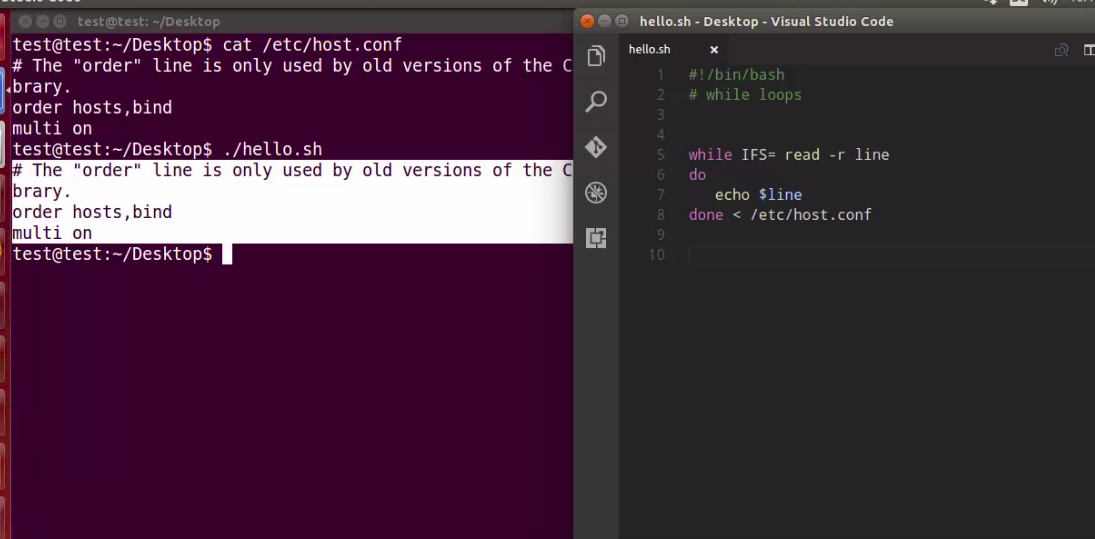 test@test: ~/Desktop
test@test:~/Desktop$ cat /etc/host.conf
# The "order" line is only used by old versions of the C
brary.
order hosts,bind
multi on
test@test:~/Desktop$ ./hello.sh
# The "order" line is only used by old versions of the C
brary.
order hosts,bind
multi on
test@test:~/Desktop$
hello.sh - Desktop - Visual Studio Code
hello.sh
1 #!/bin/bash
2 # while loops
3
4
5 while IFS= read -r line
6 do
7 echo $line
8 done < /etc/host.conf
9
10